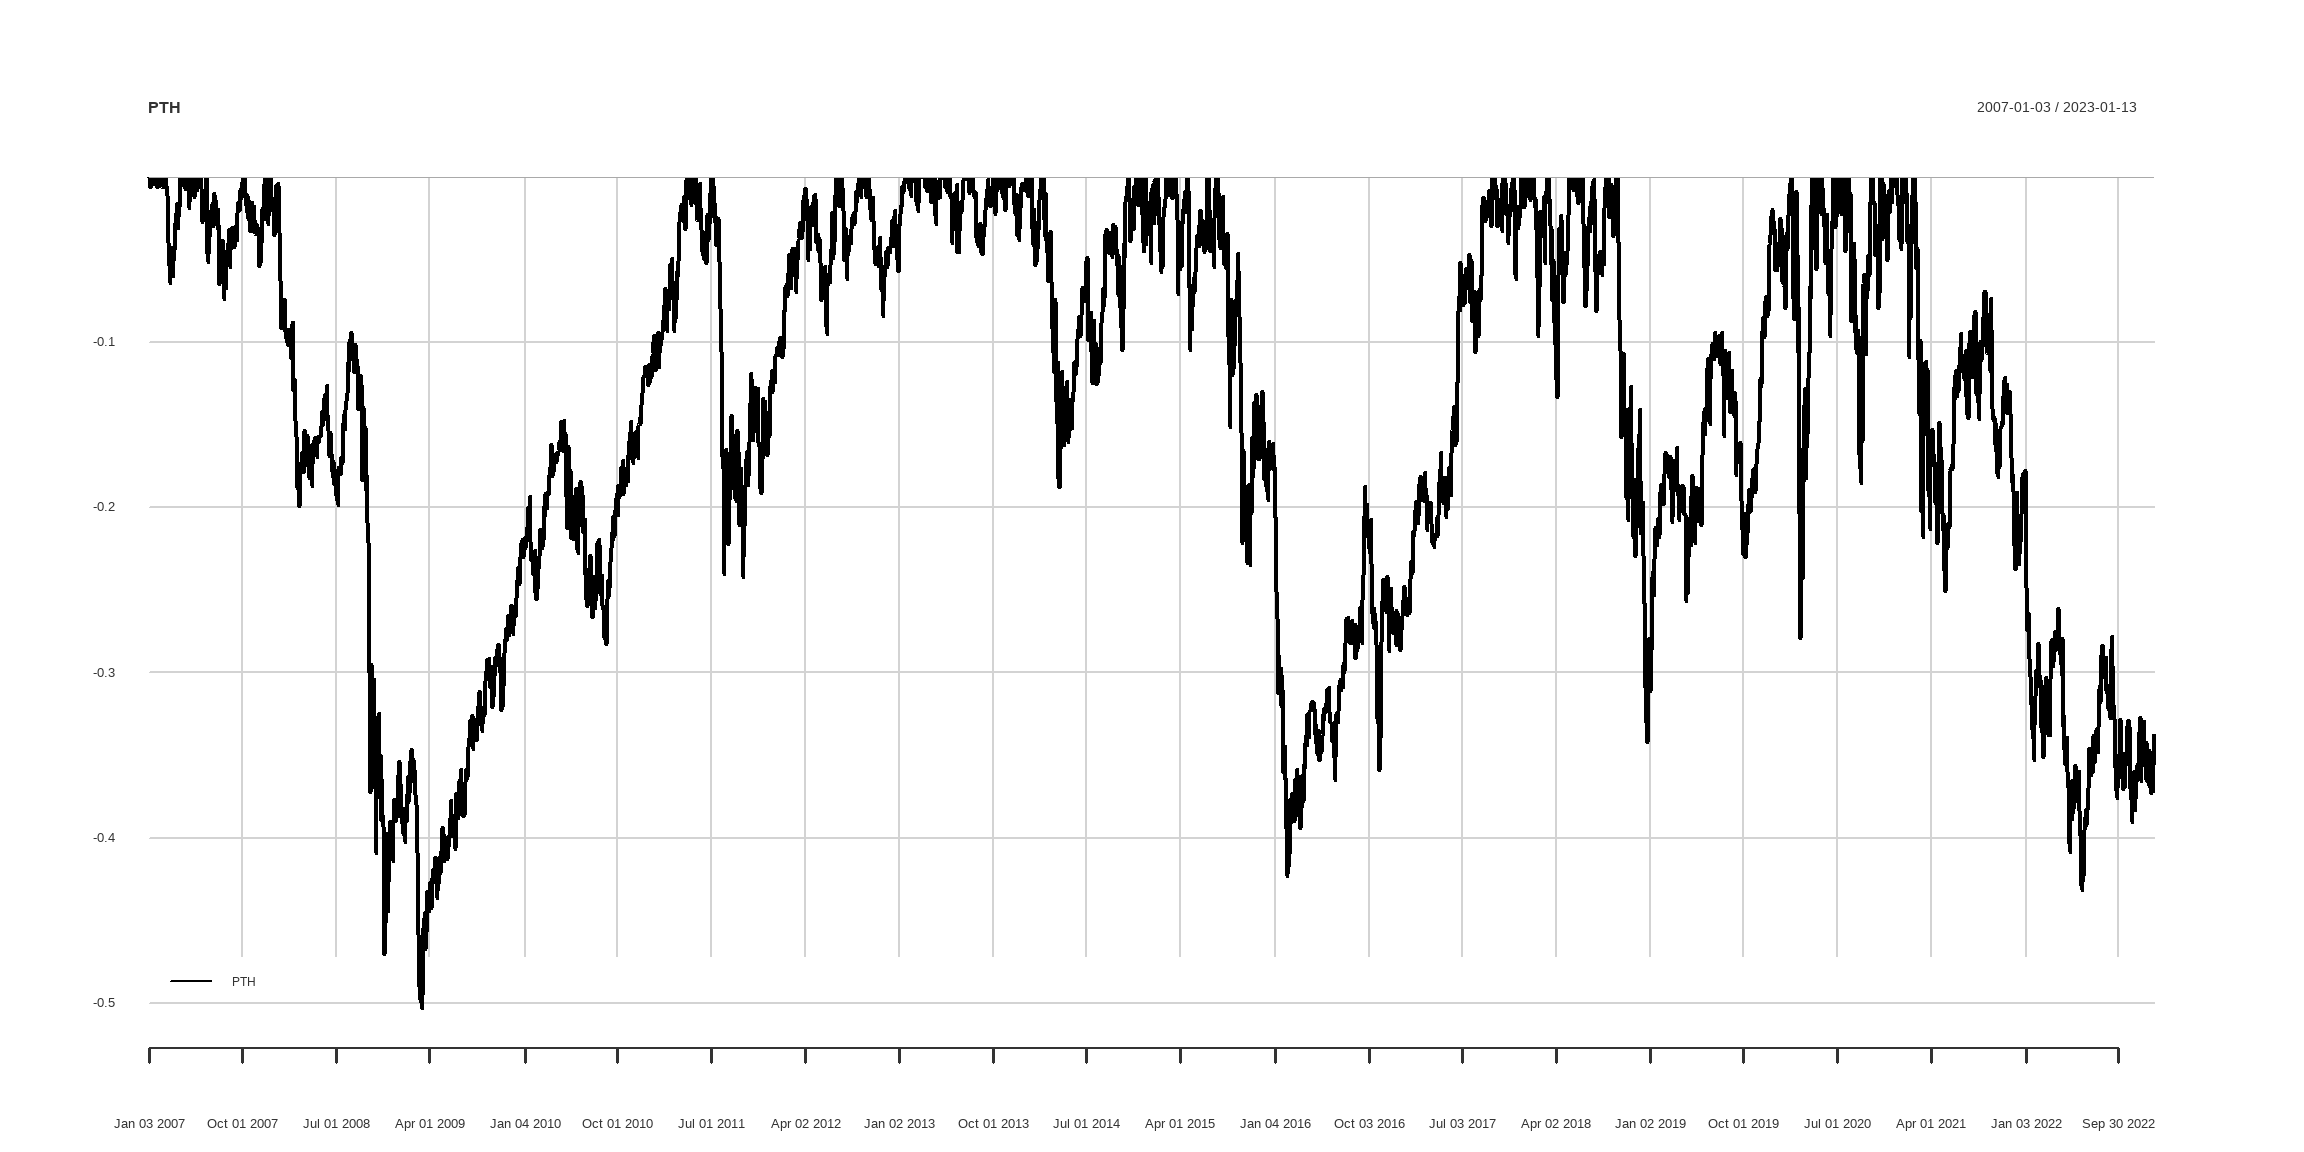 PTH
2007-01-03 / 2023-01-13
-0.1
-0.2
-0.3
-0.4
-0.5
PTH
Jan 03 2007 Oct 01 2007 Jul 01 2008 Apr 01 2009 Jan 04 2010 Oct 01 2010 Jul 01 2011 Apr 02 2012 Jan 02 2013 Oct 01 2013 Jul 01 2014 Apr 01 2015 Jan 04 2016 Oct 03 2016 Jul 03 2017 Apr 02 2018 Jan 02 2019 Oct 01 2019 Jul 01 2020 Apr 01 2021 Jan 03 2022 Sep 30 2022